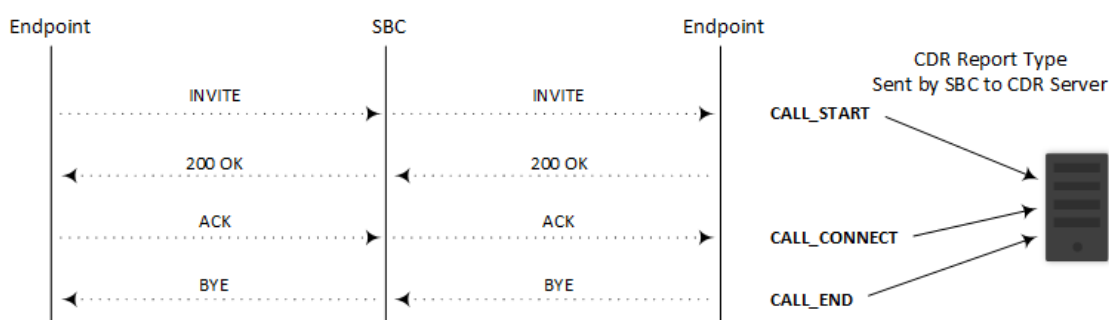 Endpoint SBC Endpoint
CDR Report Type
Sent by SBC to CDR Server
INVITE INVITE
CALL_START
200 OK 200 OK
ACK ACK
CALL_CONNECT
BYE BYE
CALL_END